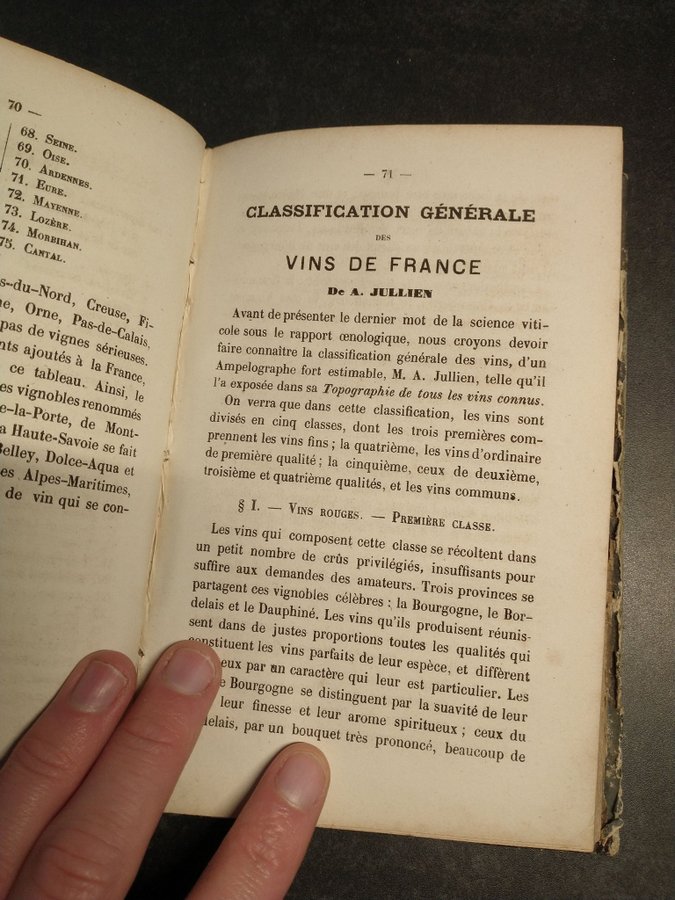 70 —
68. Seine.
69. Oise.
70. Ardennes.
71. Eure.
72. Mayenne.
73. Lozère.
74. Morbihan.
75. Cantal.
s-du-Nord, Creuse, Fi-
ne, Orne, Pas-de-Calais,
pas de vignes sérieuses.
nts ajoutés à la France,
ce tableau. Ainsi, le
es vignobles renommés
e-la-Porte, de Mont-
a Haute-Savoie se fait
Belley, Dolce-Aqua et
es Alpes-Maritimes,
de vin qui se con-
— 71 —
CLASSIFICATION GÉNÉRALE
DES
VINS DE FRANCE
De A. JULLIEN
Avant de présenter le dernier mot de la science viti-
cole sous le rapport œnologique, nous croyons devoir
faire connaître la classification générale des vins, d'un
Ampelographe fort estimable, M. A. Jullien, telle qu'il
l'a exposée dans sa Topographie de tous les vins connus.
On verra que dans cette classification, les vins sont
divisés en cinq classes, dont les trois premières com-
prennent les vins fins ; la quatrième, les vins d'ordinaire
de première qualité ; la cinquième, ceux de deuxième,
troisième et quatrième qualités, et les vins communs.
§ I. — Vins rouges. — Première classe.
Les vins qui composent cette classe se récoltent dans
un petit nombre de crûs privilégiés, insuffisants pour
suffire aux demandes des amateurs. Trois provinces se
partagent ces vignobles célèbres : la Bourgogne, le Bor-
delais et le Dauphiné. Les vins qu'ils produisent réunis-
sent dans de justes proportions toutes les qualités qui
constituent les vins parfaits de leur espèce, et diffèrent
eux par un caractère qui leur est particulier. Les
e Bourgogne se distinguent par la suavité de leur
leur finesse et leur arome spiritueux ; ceux du
delais, par un bouquet très prononcé, beaucoup de